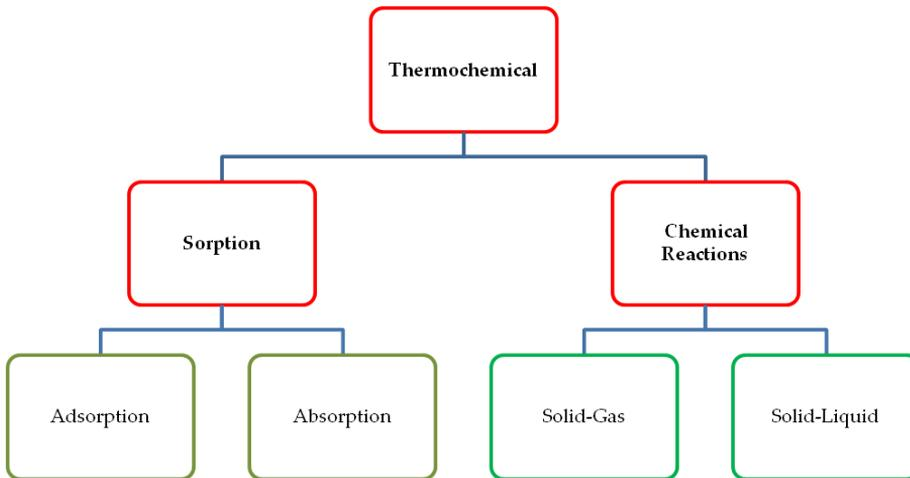 Thermochemical
Sorption
Chemical
Reactions
Adsorption
Absorption
Solid-Gas
Solid-Liquid